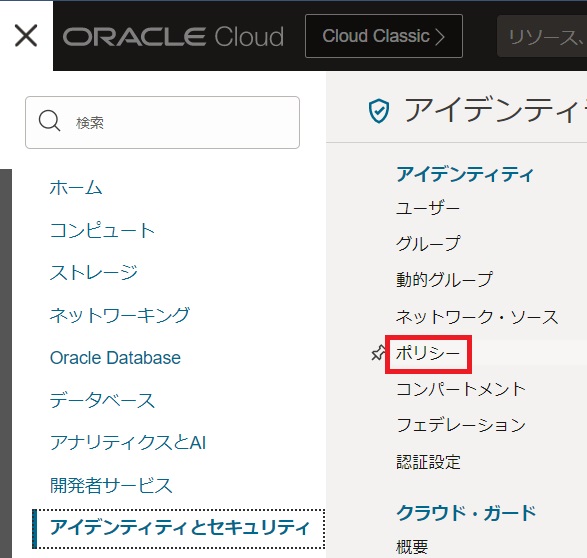 ORACLE Cloud
Cloud Classic
リソース、
検索
ホーム
コンピュート
ストレージ
ネットワーキング
Oracle Database
データベース
アナリティクスとAI
開発者サービス
アイデンティティとセキュリティ
アイデンティ
アイデンティティ
ユーザー
グループ
動的グループ
ネットワーク・ソース
ポリシー
コンパートメント
フェデレーション
認証設定
クラウド・ガード
概要